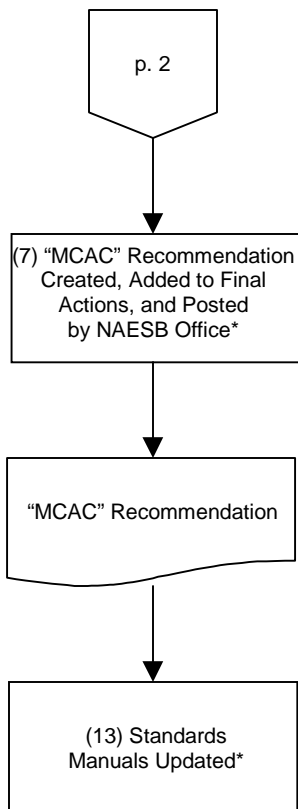 p. 2
(7) “MCAC” Recommendation
Created, Added to Final
Actions, and Posted
by NAESB Office*
“MCAC” Recommendation
(13) Standards
Manuals Updated*